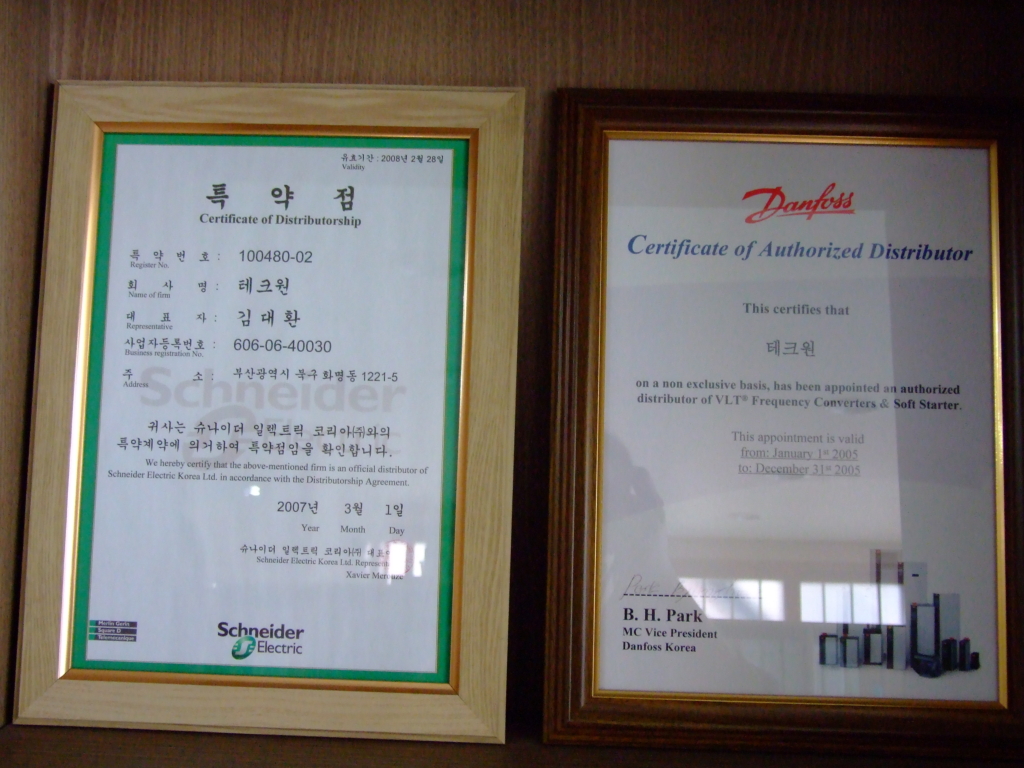 유효기간 : 2008년 2월 28일
Validity
특 약 점
Certificate of Distributorship
특 약 번 호 : 100480-02
Register No.
회 사 명 : 테크원
Name of firm
대 표 자 : 김 대 환
Representative
사업자등록번호 : 606-06-40030
Business registration No.
주 소 : 부산광역시 북구 화명동 1221-5
Address
Schneider
귀사는 슈나이더 일렉트릭 코리아㈜와의
특약계약에 의거하여 특약점임을 확인합니다.
We hereby certify that the above-mentioned firm is an official distributor of
Schneider Electric Korea Ltd. in accordance with the Distributorship Agreement.
2007년 3월 1일
Year Month Day
슈나이더 일렉트릭 코리아㈜
Schneider Electric Korea Ltd.
Xavier
Merlin Gerin
Square D
Telemecanique
Schneider
Electric
Danfoss
Certificate of Authorized Distributor
This certifies that
테크원
on a non exclusive basis, has been appointed an authorized
distributor of VLT® Frequency Converters & Soft Starter.
This appointment is valid
from: January 1st 2005
to: December 31st 2005
B. H. Park
MC Vice President
Danfoss Korea